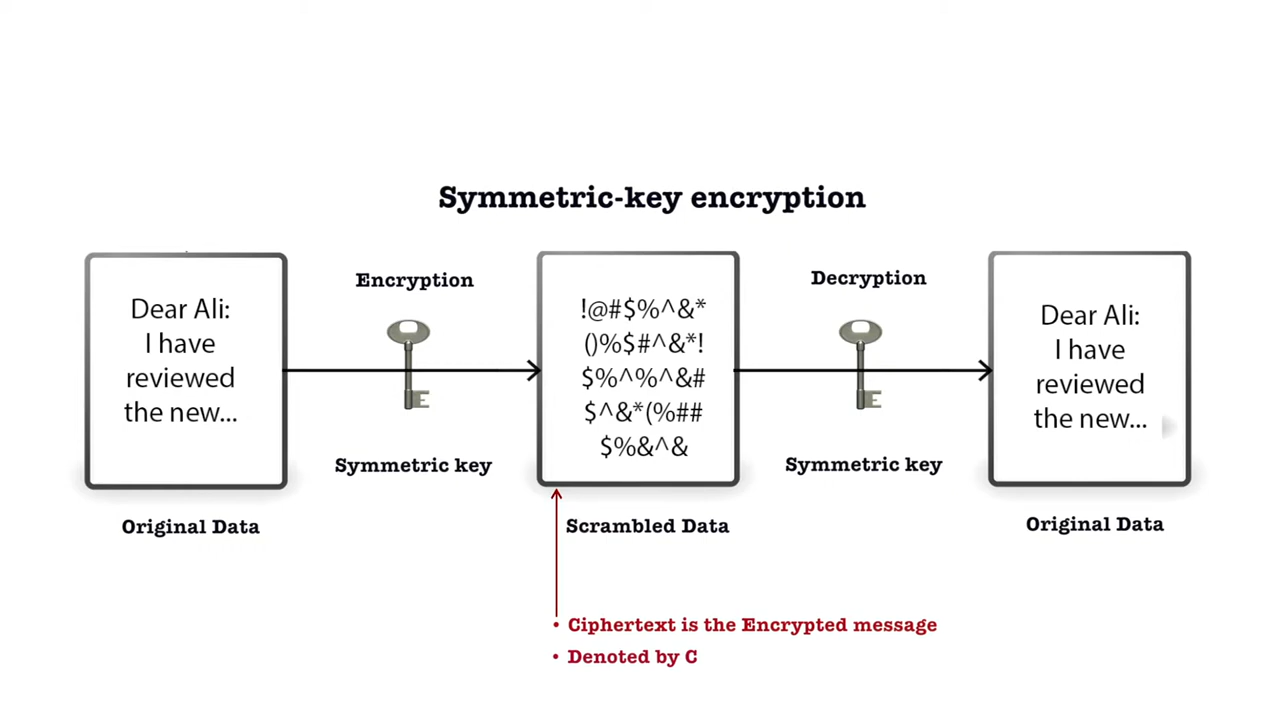 Symmetric-key encryption
Dear Ali:
I have
reviewed
the new...
Original Data
Encryption
Symmetric key
!@#$%^&*
()%$#^&*!
$%^%^&#
$^&*(%##
$%&^&
Scrambled Data
Decryption
Symmetric key
Dear Ali:
I have
reviewed
the new...
Original Data
• Ciphertext is the Encrypted message
• Denoted by C